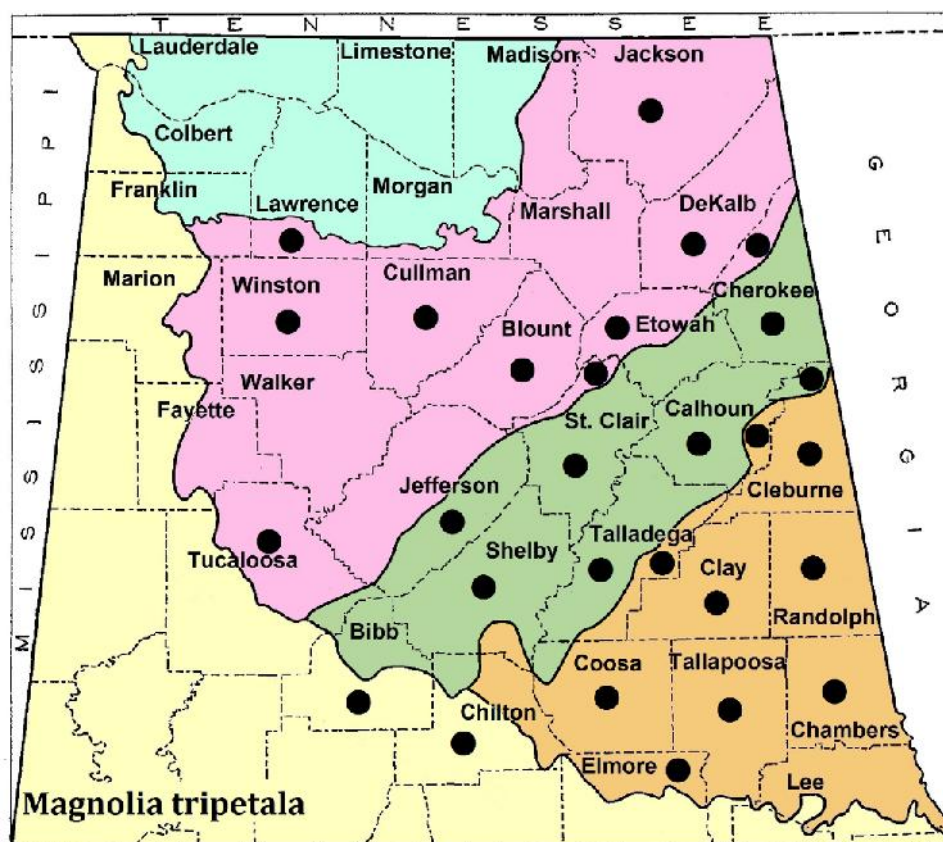 T E N N E S S E E
Lauderdale
Limestone
Madison
Jackson
Colbert
Franklin
Lawrence
Morgan
Marshall
DeKalb
Marion
Winston
Cullman
Cherokee
Blount
Etowah
Walker
Fayette
St. Clair
Calhoun
Jefferson
Cleburne
Tucaloosa
Shelby
Talladega
Clay
Randolph
Bibb
Coosa
Tallapoosa
Chilton
Chambers
Elmore
Lee
M I S S I S S I P P I
G E O R G I A
Magnolia tripetala